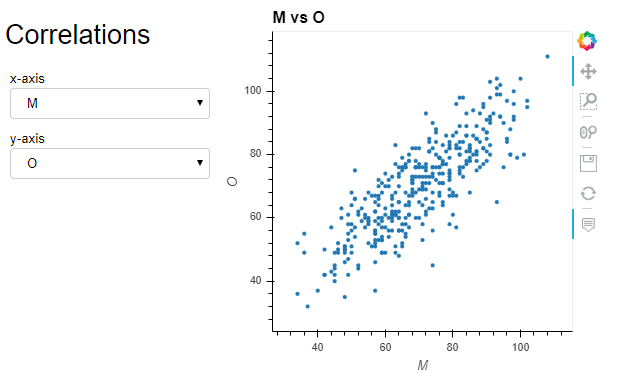 Correlations
x-axis
M
y-axis
O
M vs O
100
80
60
40
O
40 60 80 100
M